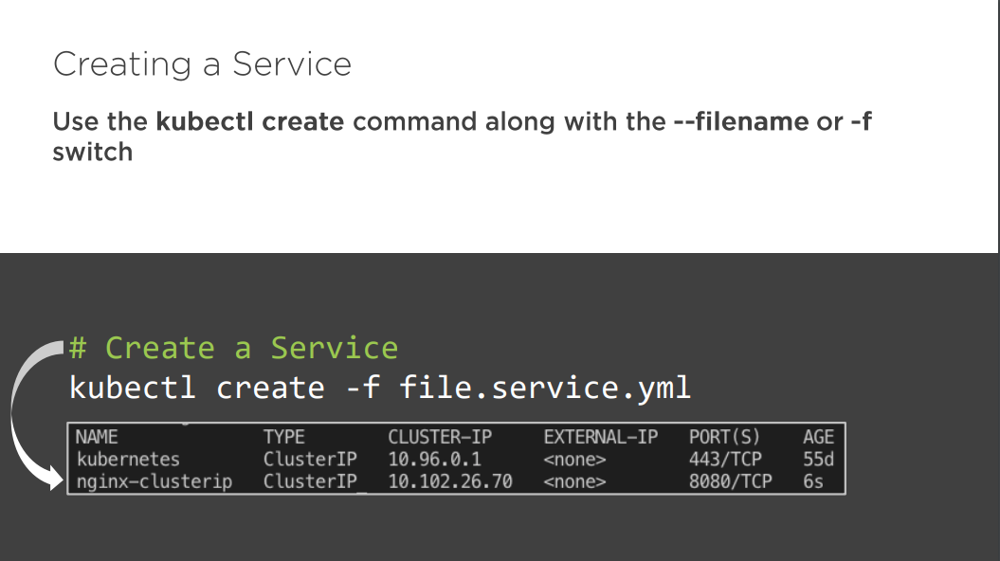 Creating a Service
Use the kubectl create command along with the --filename or -f
switch
# Create a Service
kubectl create -f file.service.yml
NAME TYPE CLUSTER-IP EXTERNAL-IP PORT(S) AGE
kubernetes ClusterIP 10.96.0.1 <none> 443/TCP 55d
nginx-clusterip ClusterIP 10.102.26.70 <none> 8080/TCP 6s